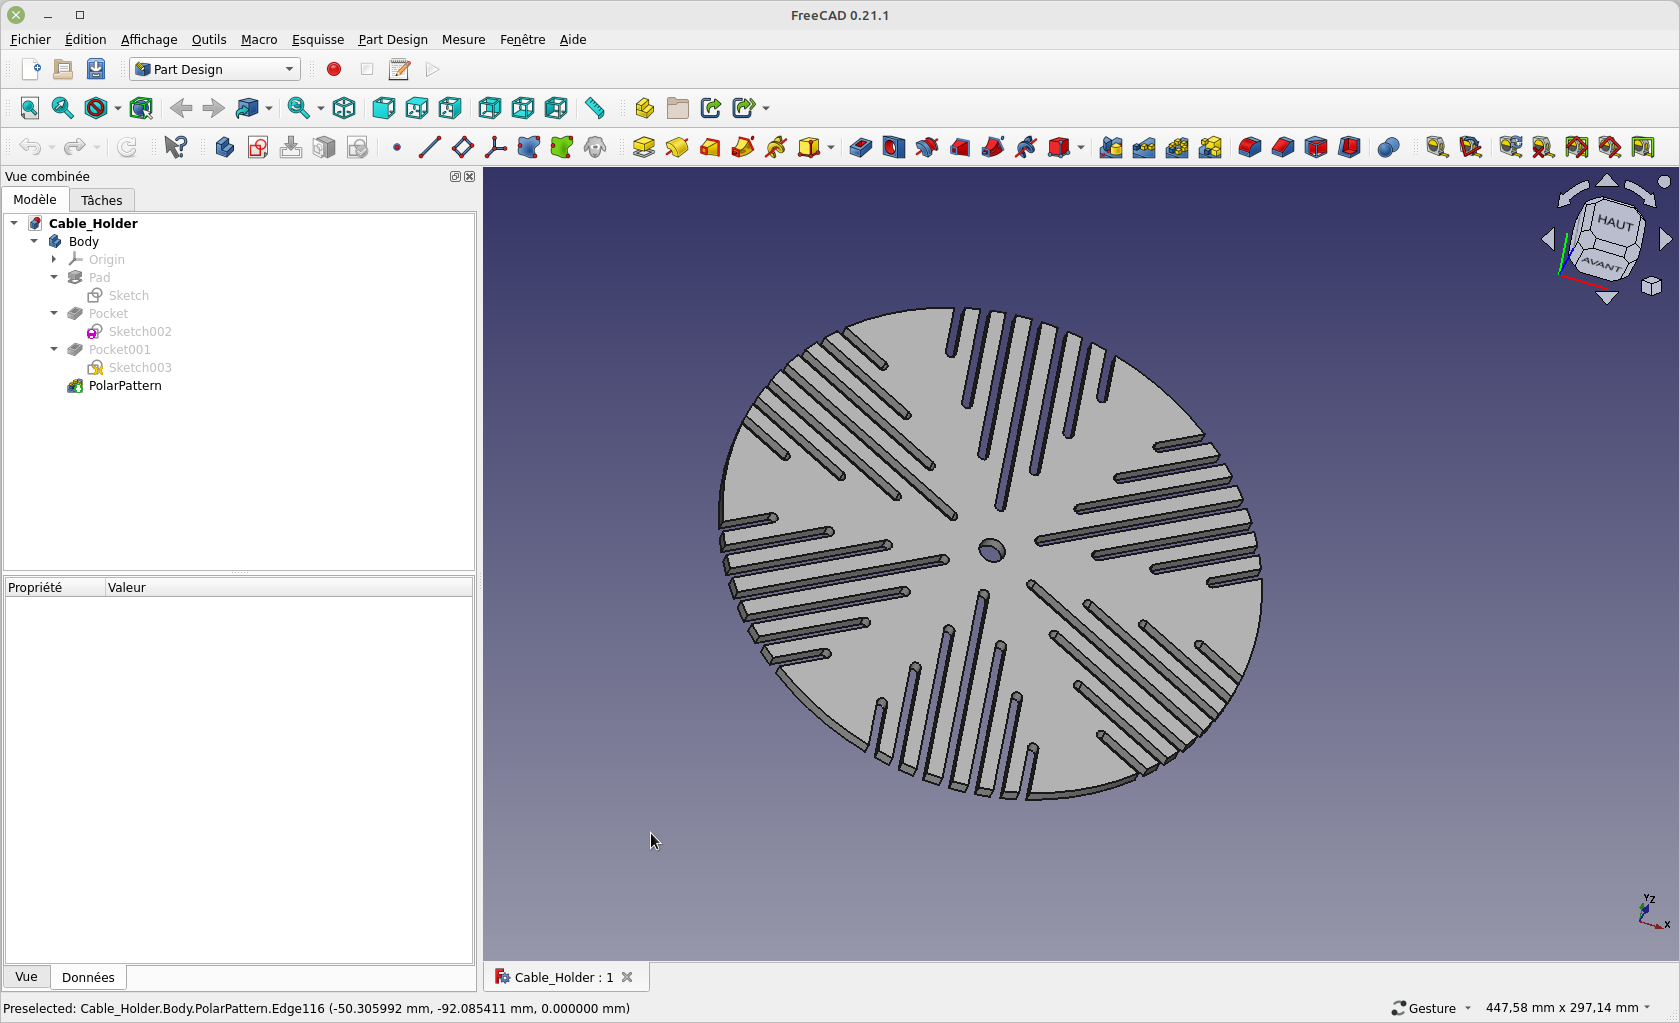 FreeCAD 0.21.1
Fichier Édition Affichage Outils Macro Esquisse Part Design Mesure Fenêtre Aide
Part Design
Vue combinée
Modèle Tâches
Cable_Holder
Body
Origin
Pad
Sketch
Pocket
Sketch002
Pocket001
Sketch003
PolarPattern
HAUT
AVANT
Propriété Valeur
Y Z
X
Vue Données
Cable_Holder : 1
Preselected: Cable_Holder.Body.PolarPattern.Edge116 (-50.305992 mm, -92.085411 mm, 0.000000 mm)
Gesture 447,58 mm x 297,14 mm